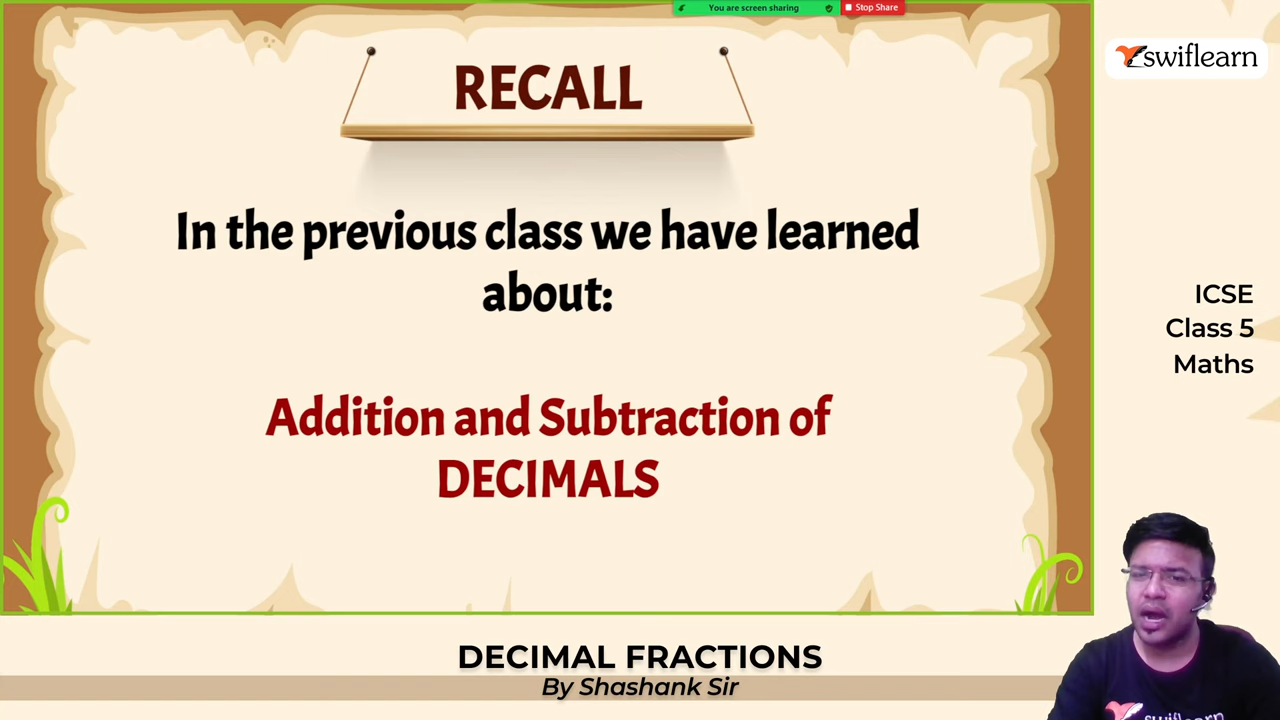 You are screen sharing
Stop Share
swiflearn
RECALL
In the previous class we have learned
about:
Addition and Subtraction of
DECIMALS
ICSE
Class 5
Maths
DECIMAL FRACTIONS
By Shashank Sir
swiflearn